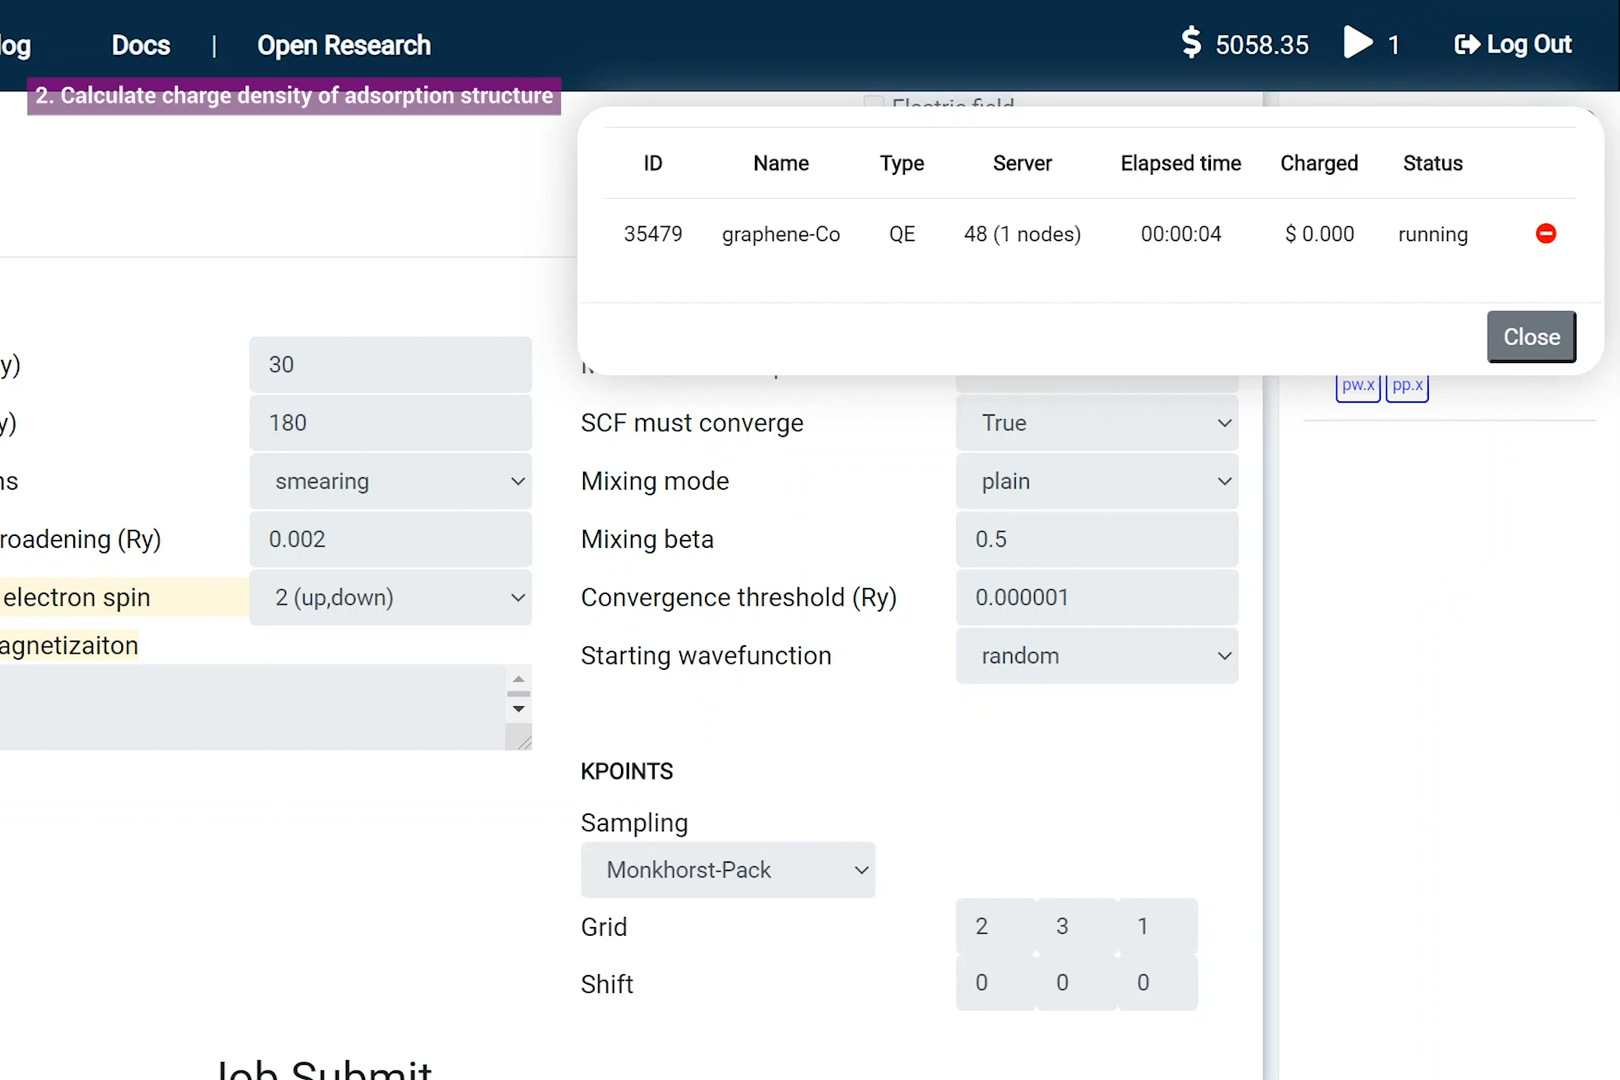 log Docs | Open Research $ 5058.35 1 Log Out
2. Calculate charge density of adsorption structure
Electric field
ID Name Type Server Elapsed time Charged Status
35479 graphene-Co QE 48 (1 nodes) 00:00:04 $ 0.000 running
Close
pw.x pp.x
y) 30
y) 180
ns smearing
roadening (Ry) 0.002
electron spin 2 (up,down)
agnetizaiton
SCF must converge True
Mixing mode plain
Mixing beta 0.5
Convergence threshold (Ry) 0.000001
Starting wavefunction random
KPOINTS
Sampling
Monkhorst-Pack
Grid 2 3 1
Shift 0 0 0
Job Submit